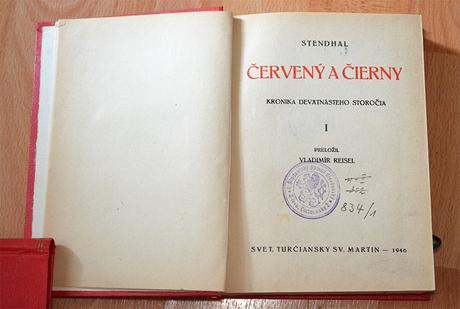 STENDHAL
ČERVENÝ A ČIERNY
KRONIKA DEVÄTNÁSTEHO STOROČIA
I
PRELOŽIL
VLADIMÍR REISEL
834/1
SVET, TURČIANSKY SV. MARTIN — 1946